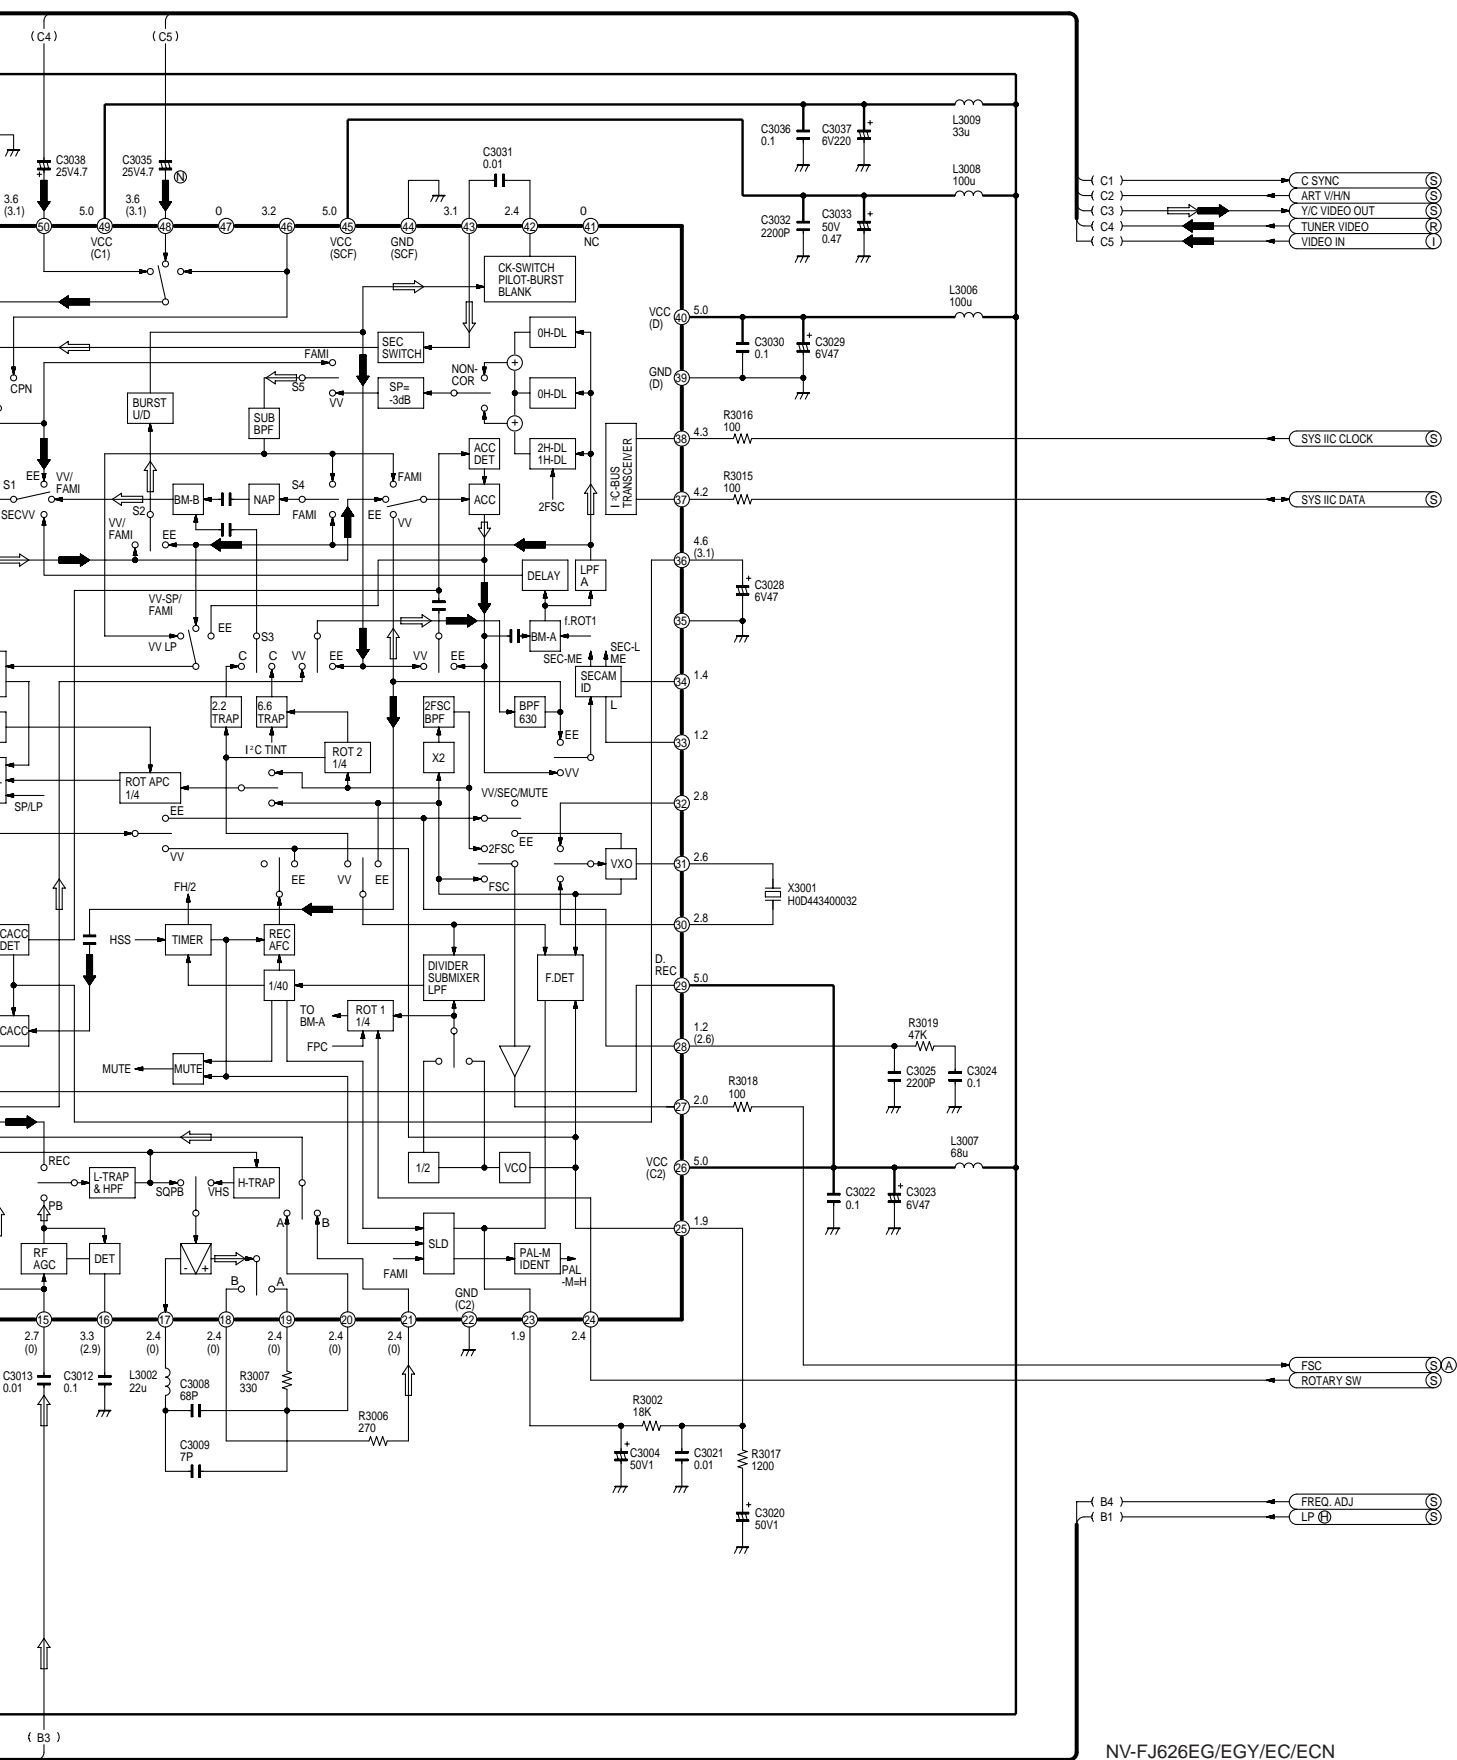 ( C4 )
( C5 )
C3038
25V4.7
C3035
25V4.7
N
C3031
0.01
C3036
0.1
C3037
6V220
L3009
33u
L3008
100u
C3032
2200P
C3033
50V
0.47
( C1 )
C SYNC
S
( C2 )
ART V/H/N
S
( C3 )
Y/C VIDEO OUT
S
( C4 )
TUNER VIDEO
R
( C5 )
VIDEO IN
I
3.6
(3.1)
50
5.0
49
VCC
(C1)
3.6
(3.1)
48
0
47
3.2
46
5.0
45
VCC
(SCF)
44
GND
(SCF)
3.1
43
2.4
42
0
41
NC
CK-SWITCH
PILOT-BURST
BLANK
L3006
100u
VCC
(D)
40
5.0
C3030
0.1
C3029
6V47
GND
(D)
39
SEC
SWITCH
0H-DL
FAMI
NON-
COR
CPN
S5
VV
SP=
-3dB
0H-DL
BURST
U/D
SUB
BPF
R3016
100
38
4.3
SYS IIC CLOCK
S
ACC
DET
2H-DL
1H-DL
I²C-BUS
TRANSCEIVER
S1
EE
VV/
FAMI
SECVV
S2
VV/
FAMI
EE
BM-B
NAP
S4
FAMI
FAMI
EE
VV
ACC
2FSC
R3015
100
37
4.2
SYS IIC DATA
S
4.6
(3.1)
36
C3028
6V47
DELAY
LPF
A
VV-SP/
FAMI
EE
VV LP
S3
35
BM-A
f.ROT1
SEC-ME
SEC-L
ME
C
C
VV
EE
VV
EE
SECAM
ID
L
34
1.4
2.2
TRAP
6.6
TRAP
2FSC
BPF
BPF
630
33
1.2
EE
I²C TINT
ROT 2
1/4
X2
VV
ROT APC
1/4
SP/LP
VV/SEC/MUTE
32
2.8
EE
VV
EE
2FSC
FSC
VXO
31
2.6
X3001
H0D443400032
EE
VV
EE
30
2.8
FH/2
CACC
DET
HSS
TIMER
REC
AFC
DIVIDER
SUBMIXER
LPF
F.DET
D.
REC
29
5.0
1/40
CACC
TO
BM-A
ROT 1
1/4
FPC
1.2
(2.6)
28
R3019
47K
C3025
2200P
C3024
0.1
MUTE
MUTE
R3018
100
27
2.0
L3007
68u
REC
L-TRAP
& HPF
SQPB
VHS
H-TRAP
1/2
VCO
VCC
(C2)
26
5.0
C3022
0.1
C3023
6V47
PB
A
B
25
1.9
RF
AGC
DET
- +
SLD
FAMI
PAL-M
IDENT
PAL
-M=H
B
A
GND
(C2)
15
2.7
(0)
16
3.3
(2.9)
17
2.4
(0)
18
2.4
(0)
19
2.4
(0)
20
2.4
(0)
21
2.4
(0)
22
23
1.9
24
2.4
C3013
0.01
C3012
0.1
L3002
22u
C3008
68P
R3007
330
FSC
S
A
ROTARY SW
S
R3006
270
C3009
7P
R3002
18K
C3004
50V1
C3021
0.01
R3017
1200
C3020
50V1
( B4 )
FREQ. ADJ
S
( B1 )
LP H
S
( B3 )
NV-FJ626EG/EGY/EC/ECN